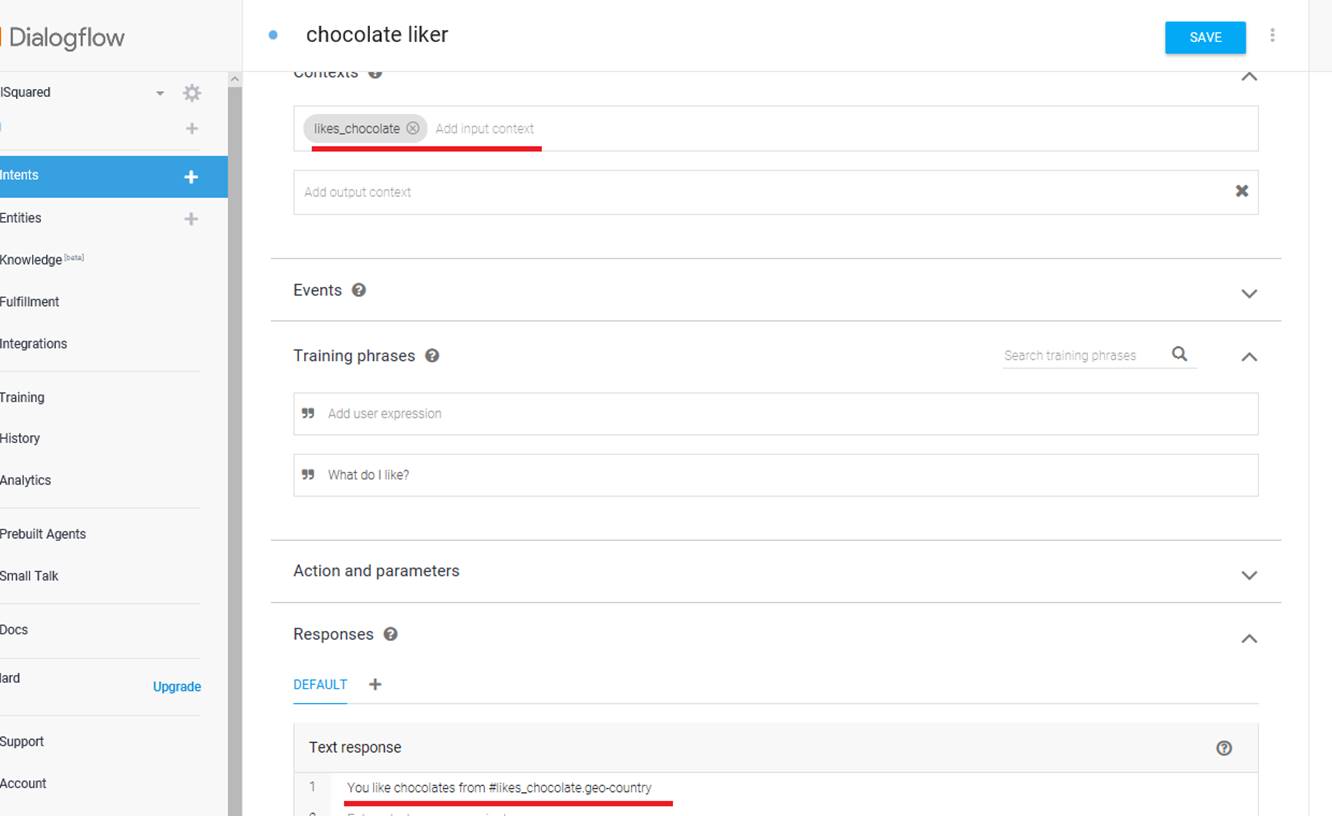 Dialogflow
chocolate liker
SAVE
Contexts
lSquared
likes_chocolate
Add input context
Intents
Add output context
Entities
Knowledge [beta]
Events
Fulfillment
Integrations
Training phrases
Search training phrases
Training
Add user expression
History
What do I like?
Analytics
Prebuilt Agents
Action and parameters
Small Talk
Docs
Responses
DEFAULT
Upgrade
Support
Text response
Account
1 You like chocolates from #likes_chocolate.geo-country